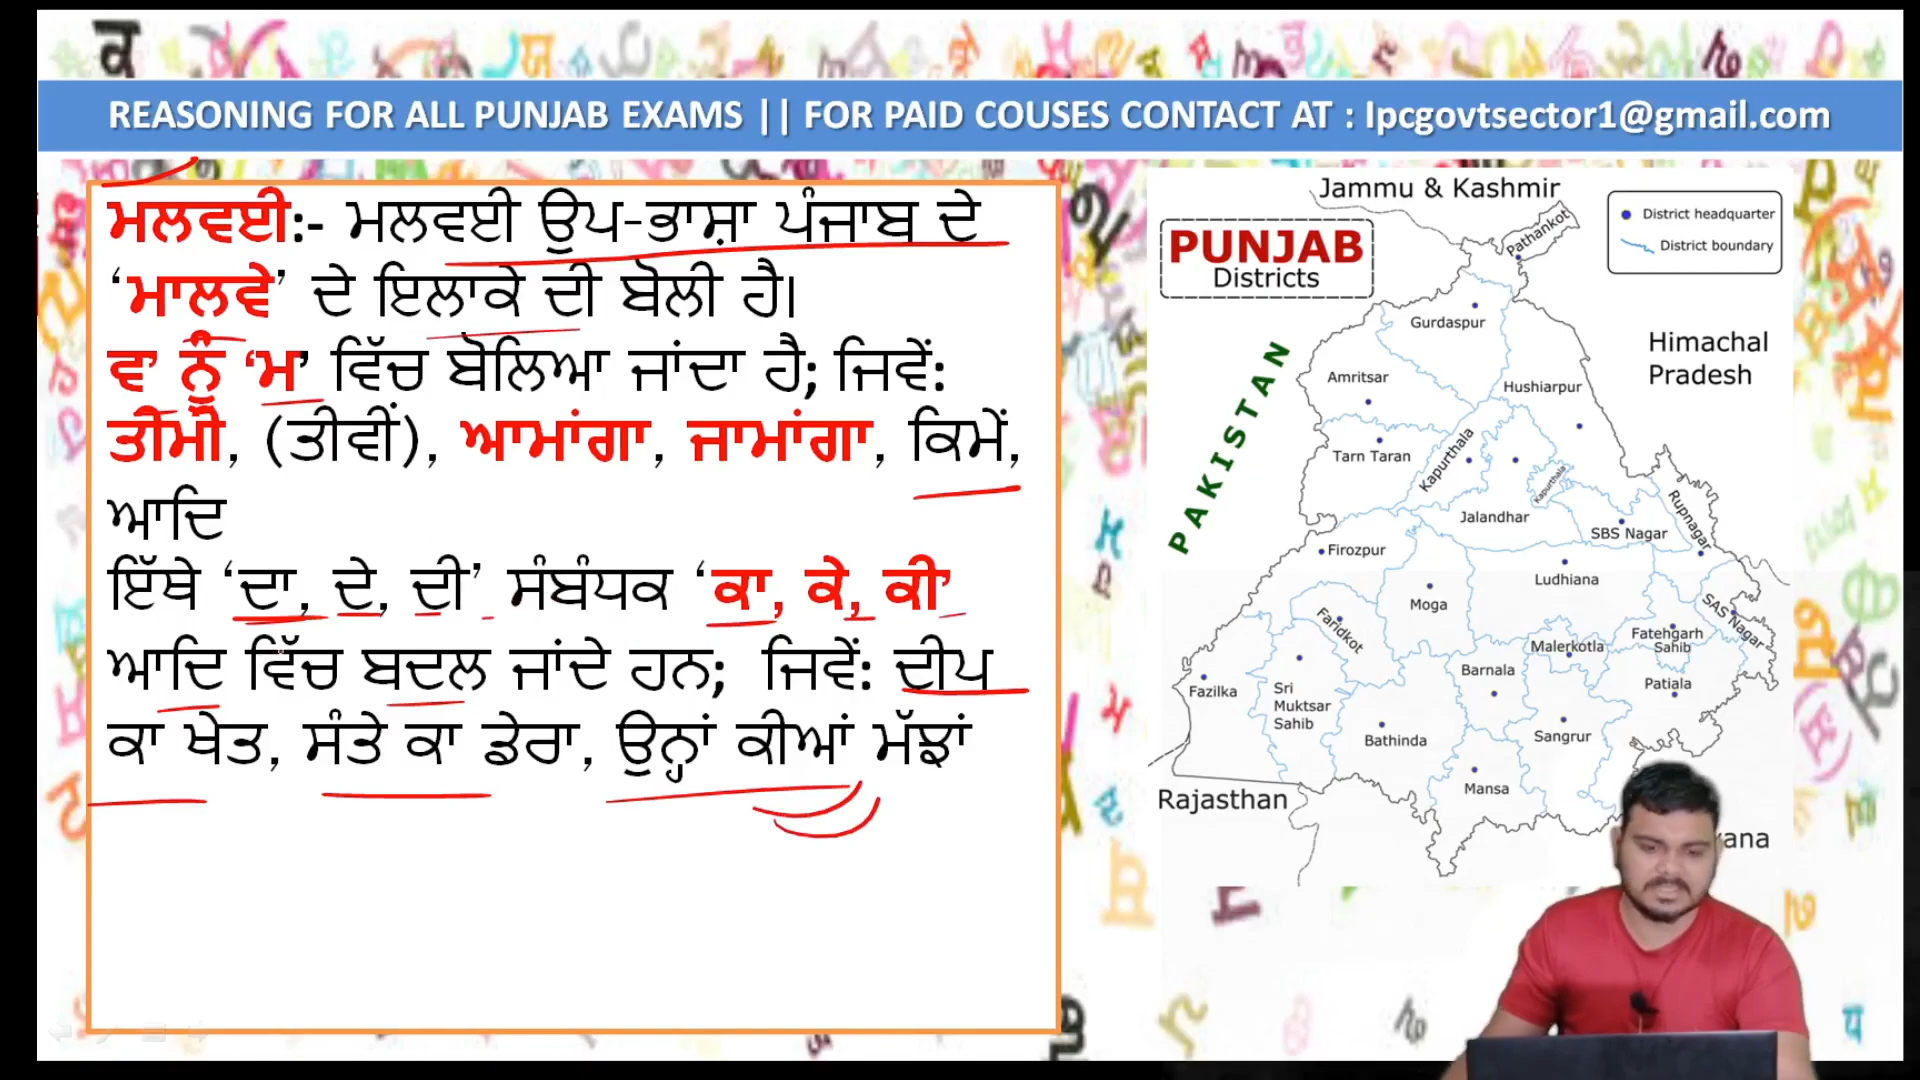 REASONING FOR ALL PUNJAB EXAMS || FOR PAID COUSES CONTACT AT : Ipcgovtsector1@gmail.com
ਮਲਵਈ:- ਮਲਵਈ ਉਪ-ਭਾਸ਼ਾ ਪੰਜਾਬ ਦੇ
‘ਮਾਲਵੇ’ ਦੇ ਇਲਾਕੇ ਦੀ ਬੋਲੀ ਹੈ।
ਵ' ਨੂੰ ‘ਮ’ ਵਿੱਚ ਬੋਲਿਆ ਜਾਂਦਾ ਹੈ; ਜਿਵੇਂ:
ਤੀਮੀ, (ਤੀਵੀਂ), ਆਮਾਂਗਾ, ਜਾਮਾਂਗਾ, ਕਿਮੇਂ,
ਆਦਿ
ਇੱਥੇ ‘ਦਾ, ਦੇ, ਦੀ’ ਸੰਬੰਧਕ ‘ਕਾ, ਕੇ, ਕੀ’
ਆਦਿ ਵਿੱਚ ਬਦਲ ਜਾਂਦੇ ਹਨ; ਜਿਵੇਂ: ਦੀਪ
ਕਾ ਖੇਤ, ਸੰਤੇ ਕਾ ਡੇਰਾ, ਉਨ੍ਹਾਂ ਕੀਆਂ ਮੱਝਾਂ
Jammu & Kashmir
PUNJAB
Districts
District headquarter
District boundary
Pathankot
Gurdaspur
Himachal
Pradesh
PAKISTAN
Amritsar
Hushiarpur
Tarn Taran
Kapurthala
Kapurthala
Jalandhar
SBS Nagar
Rupnagar
Firozpur
Ludhiana
Moga
Faridkot
SAS Nagar
Fatehgarh
Sahib
Malerkotla
Barnala
Patiala
Fazilka
Sri
Muktsar
Sahib
Bathinda
Sangrur
Mansa
Rajasthan
yana